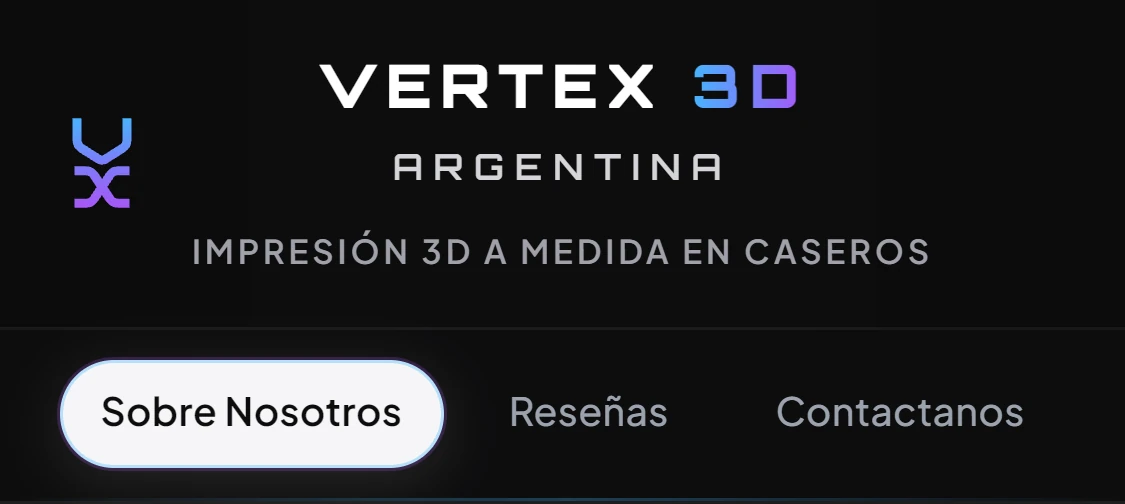 VERTEX 3D
ARGENTINA
IMPRESIÓN 3D A MEDIDA EN CASEROS
Sobre Nosotros Reseñas Contactanos